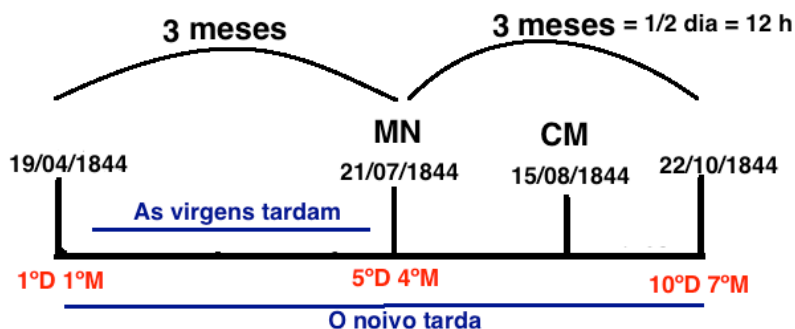 3 meses
3 meses = 1/2 dia = 12 h
MN
CM
19/04/1844
21/07/1844
15/08/1844
22/10/1844
As virgens tardam
1ºD 1ºM
5ºD 4ºM
10ºD 7ºM
O noivo tarda